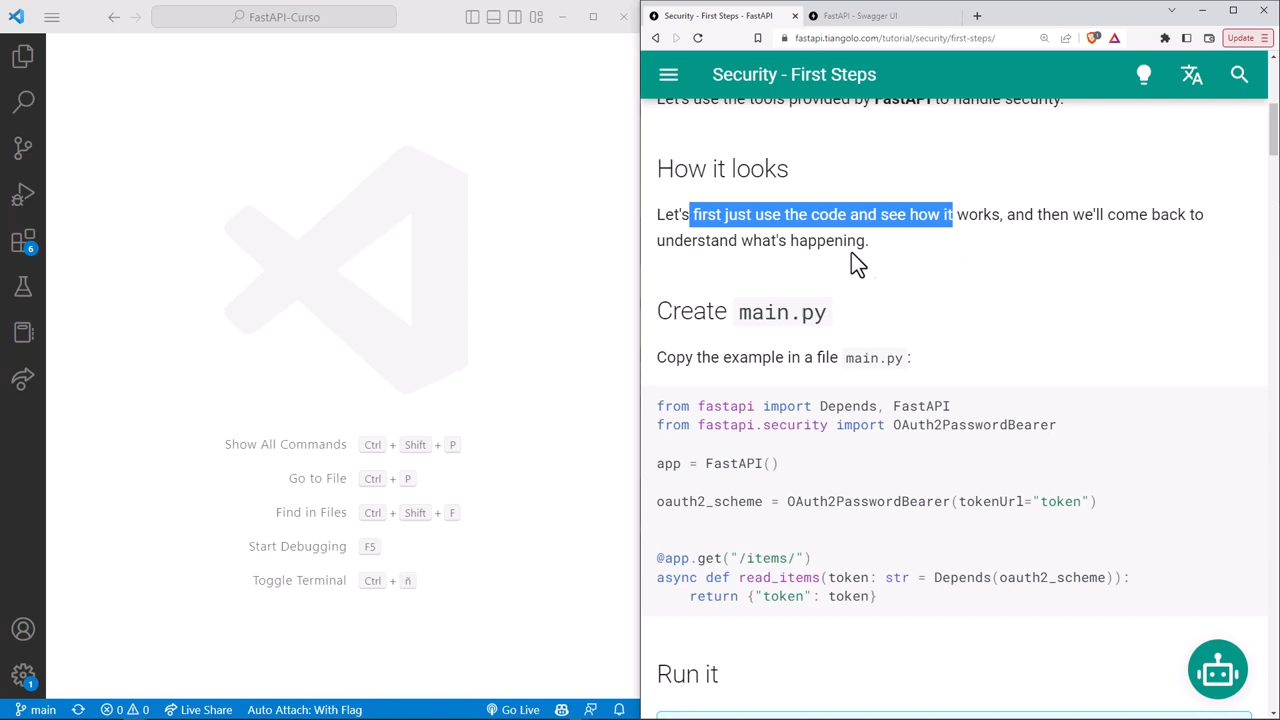 FastAPI-Curso
Security - First Steps - FastAPI
FastAPI - Swagger UI
fastapi.tiangolo.com/tutorial/security/first-steps/
1
Update
Security - First Steps
Let's use the tools provided by FastAPI to handle security.
How it looks
Let's first just use the code and see how it works, and then we'll come back to
understand what's happening.
Create main.py
Copy the example in a file main.py:
from fastapi import Depends, FastAPI
from fastapi.security import OAuth2PasswordBearer
app = FastAPI()
oauth2_scheme = OAuth2PasswordBearer(tokenUrl="token")
@app.get("/items/")
async def read_items(token: str = Depends(oauth2_scheme)):
return {"token": token}
Run it
6
Show All Commands Ctrl + Shift + P
Go to File Ctrl + P
Find in Files Ctrl + Shift + F
Start Debugging F5
Toggle Terminal Ctrl + ñ
1
main 0 0 Live Share Auto Attach: With Flag Go Live